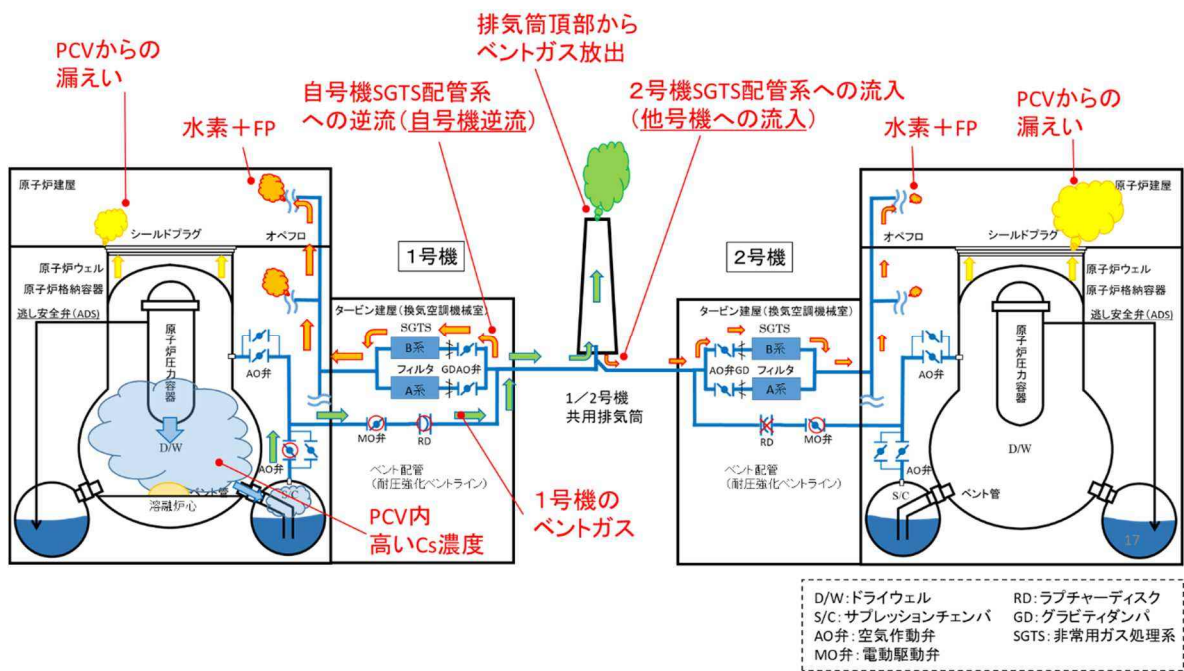 排気筒頂部から
ベントガス放出
PCVからの
漏えい
自号機SGTS配管系
への逆流(自号機逆流)
2号機SGTS配管系への流入
(他号機への流入)
PCVからの
漏えい
水素+FP
水素+FP
原子炉建屋
シールドプラグ
オペフロ
原子炉ウェル
原子炉格納容器
逃し安全弁(ADS)
原子炉圧力容器
AO弁
D/W
AO弁
S/C
ベント管
溶融炉心
PCV内
高いCs濃度
1号機
タービン建屋(換気空調機械室)
SGTS
B系
フィルタ
GD
AO弁
A系
MO弁
RD
ベント配管
(耐圧強化ベントライン)
1号機の
ベントガス
1/2号機
共用排気筒
2号機
タービン建屋(換気空調機械室)
SGTS
B系
AO弁
GD
フィルタ
A系
RD
MO弁
ベント配管
(耐圧強化ベントライン)
原子炉建屋
オペフロ
シールドプラグ
原子炉ウェル
原子炉格納容器
逃し安全弁(ADS)
原子炉圧力容器
AO弁
D/W
AO弁
S/C
ベント管
17
D/W:ドライウェル
S/C:サプレッションチェンバ
AO弁:空気作動弁
MO弁:電動駆動弁
RD:ラプチャーディスク
GD:グラビティダンパ
SGTS:非常用ガス処理系